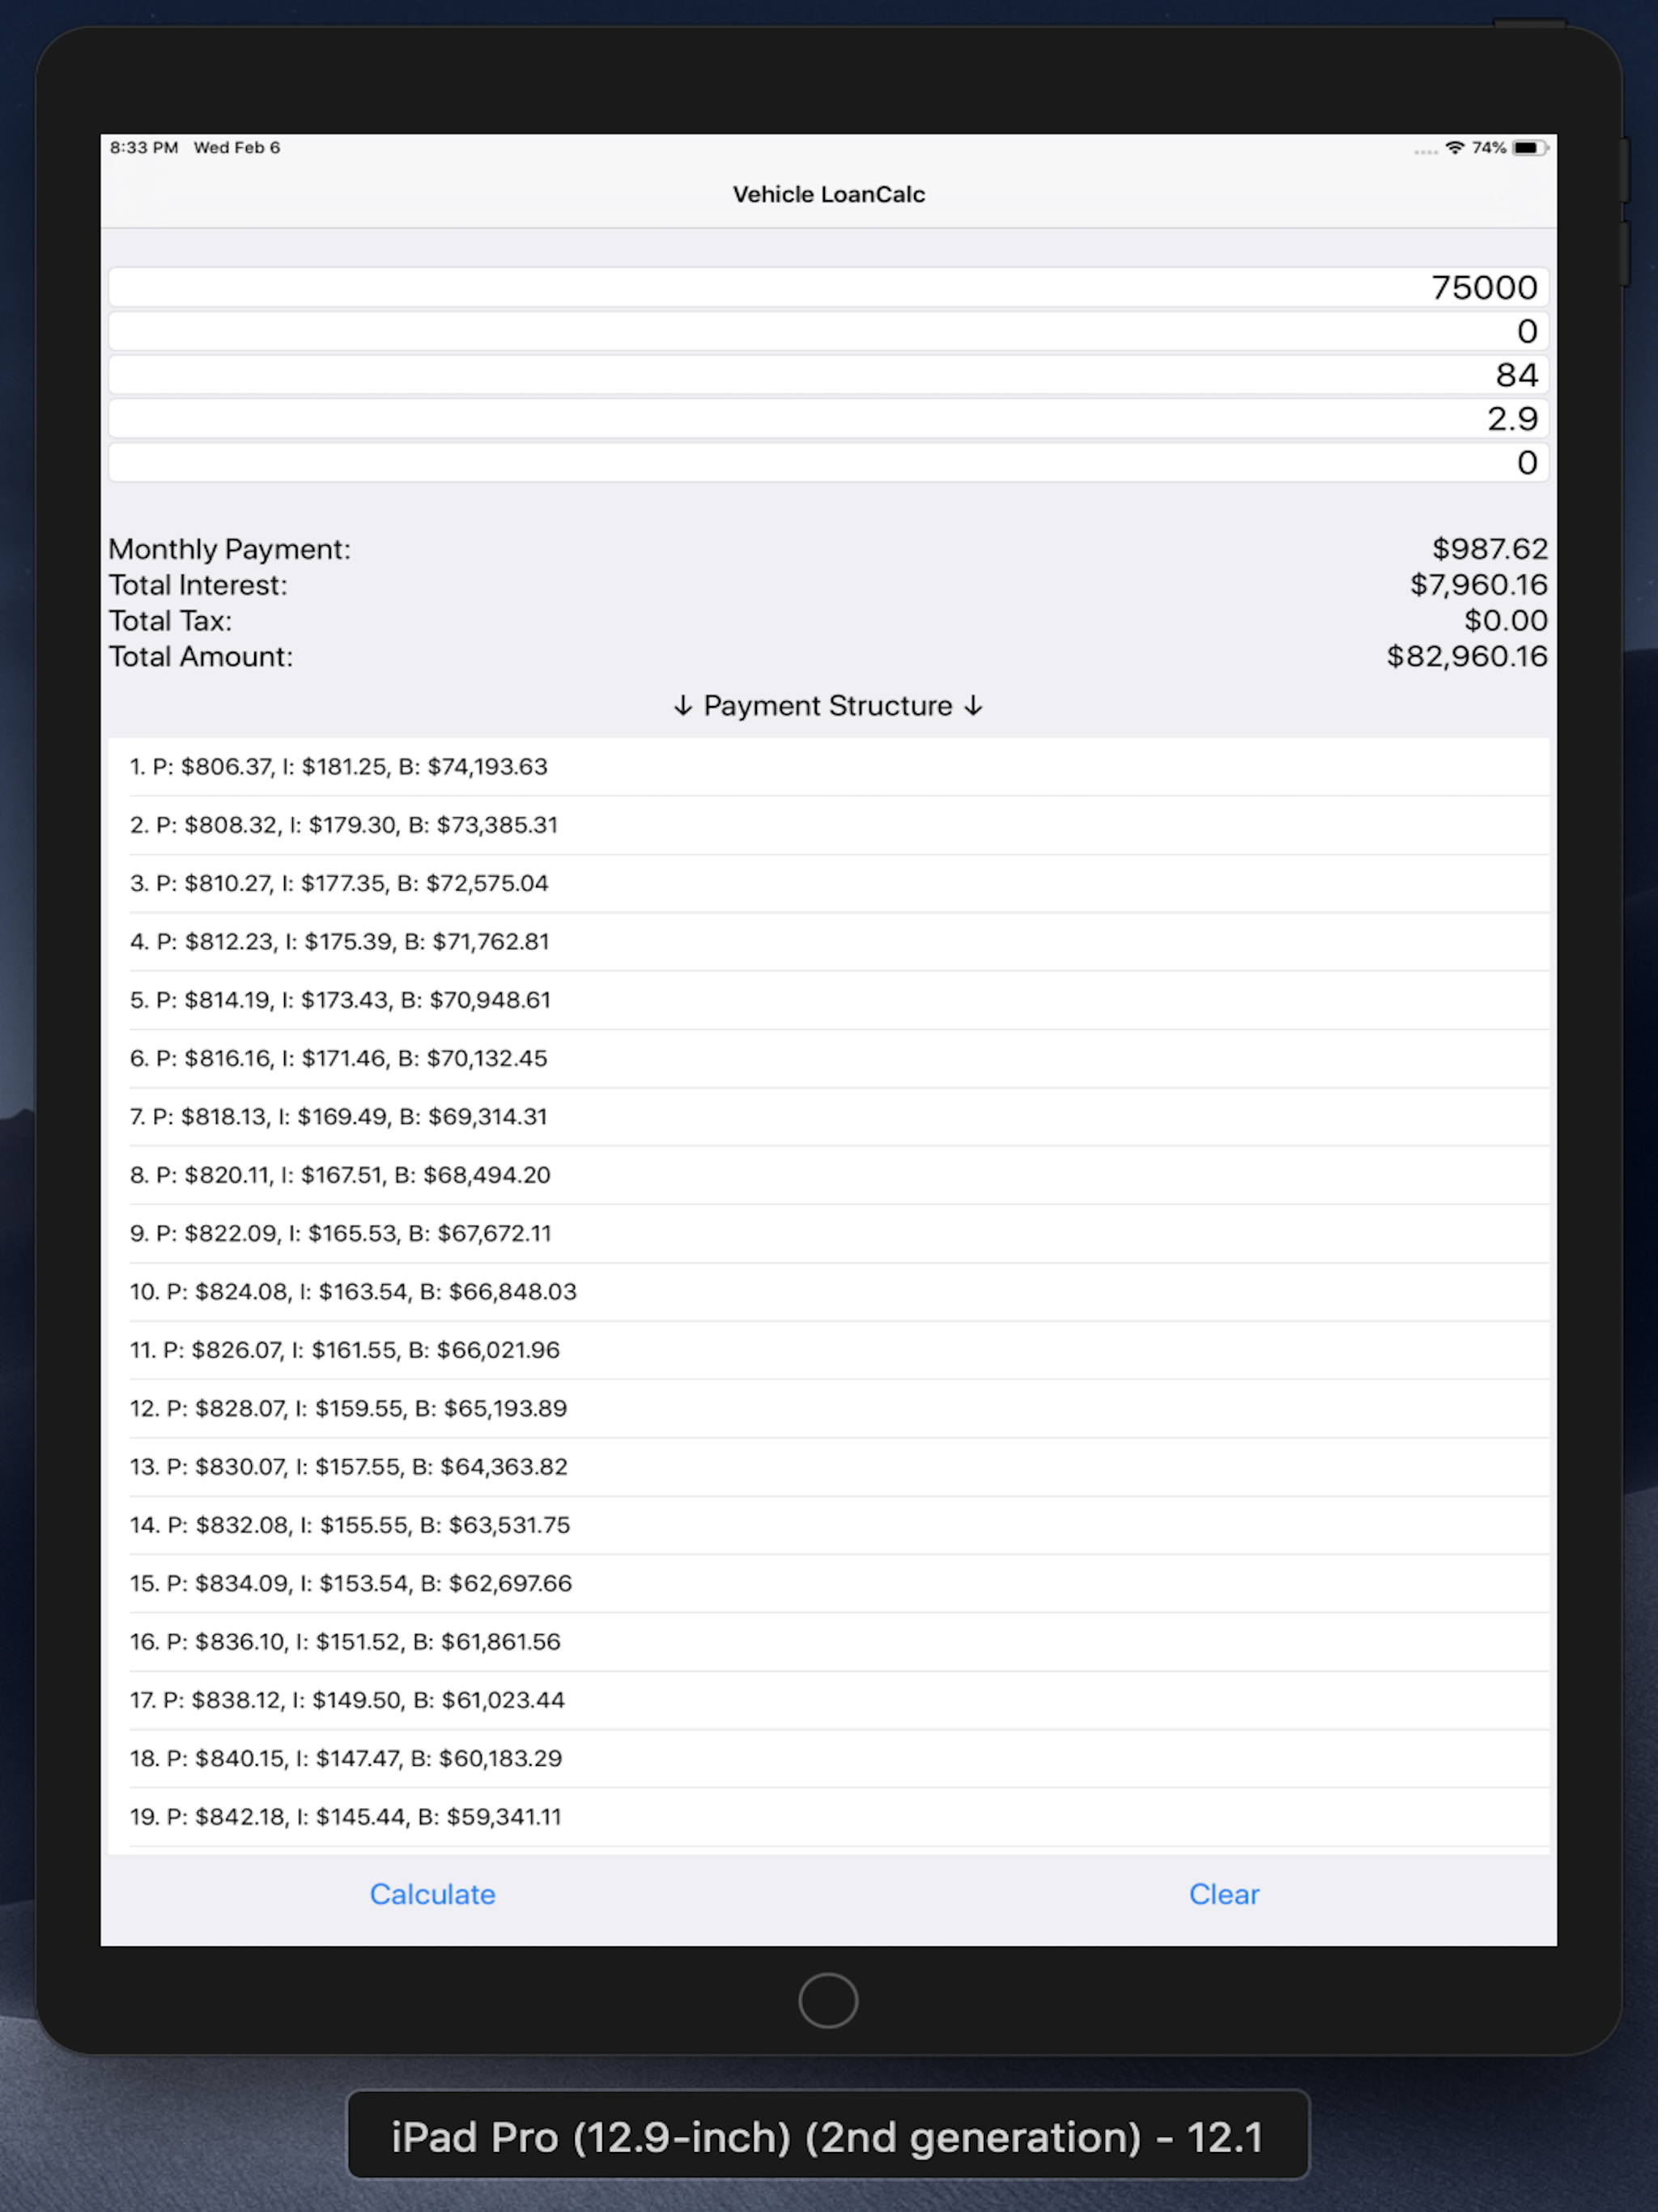 8:33 PM Wed Feb 6 74%
Vehicle LoanCalc
75000
0
84
2.9
0
Monthly Payment: $987.62
Total Interest: $7,960.16
Total Tax: $0.00
Total Amount: $82,960.16
↓ Payment Structure ↓
1. P: $806.37, I: $181.25, B: $74,193.63
2. P: $808.32, I: $179.30, B: $73,385.31
3. P: $810.27, I: $177.35, B: $72,575.04
4. P: $812.23, I: $175.39, B: $71,762.81
5. P: $814.19, I: $173.43, B: $70,948.61
6. P: $816.16, I: $171.46, B: $70,132.45
7. P: $818.13, I: $169.49, B: $69,314.31
8. P: $820.11, I: $167.51, B: $68,494.20
9. P: $822.09, I: $165.53, B: $67,672.11
10. P: $824.08, I: $163.54, B: $66,848.03
11. P: $826.07, I: $161.55, B: $66,021.96
12. P: $828.07, I: $159.55, B: $65,193.89
13. P: $830.07, I: $157.55, B: $64,363.82
14. P: $832.08, I: $155.55, B: $63,531.75
15. P: $834.09, I: $153.54, B: $62,697.66
16. P: $836.10, I: $151.52, B: $61,861.56
17. P: $838.12, I: $149.50, B: $61,023.44
18. P: $840.15, I: $147.47, B: $60,183.29
19. P: $842.18, I: $145.44, B: $59,341.11
Calculate Clear
iPad Pro (12.9-inch) (2nd generation) - 12.1